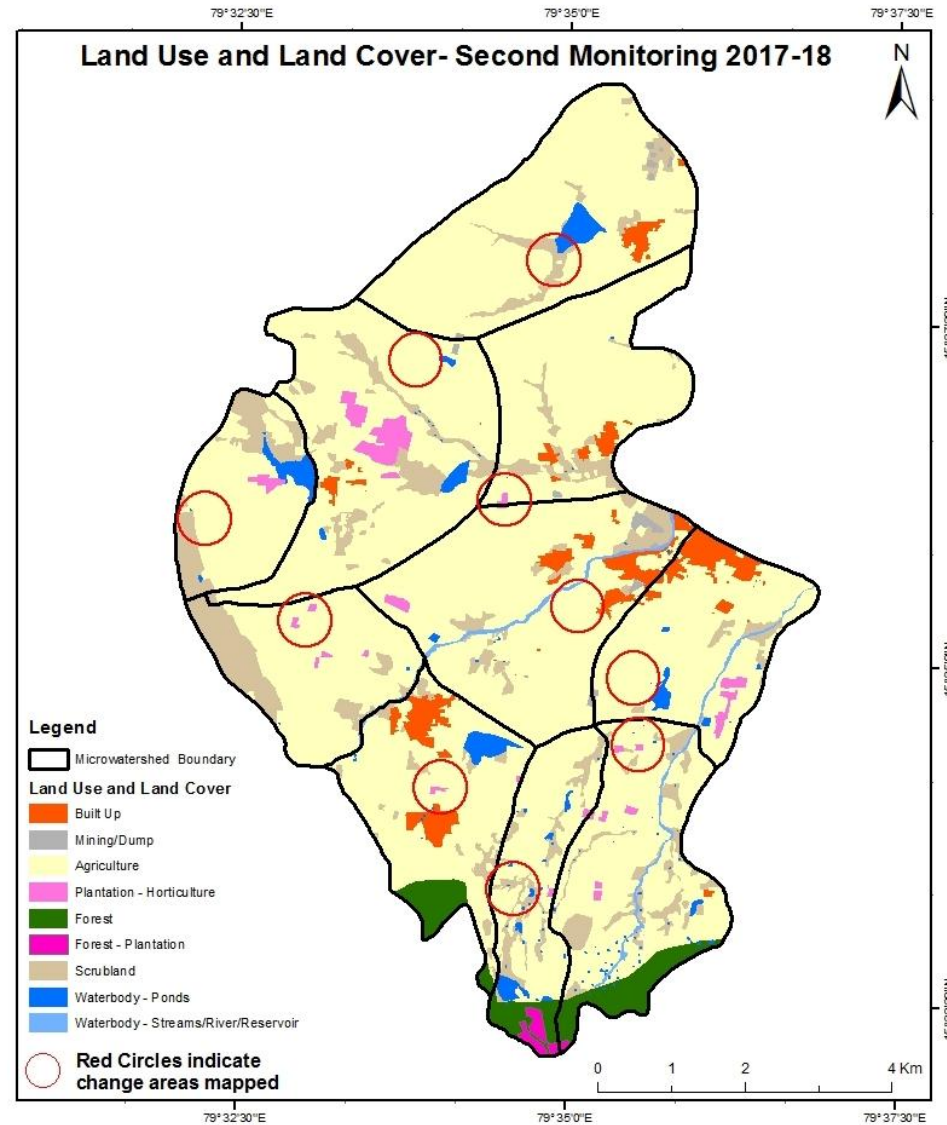 79°32'30"E 79°35'0"E 79°37'30"E
Land Use and Land Cover- Second Monitoring 2017-18
N
Legend
Microwatershed Boundary
Land Use and Land Cover
Built Up
Mining/Dump
Agriculture
Plantation - Horticulture
Forest
Forest - Plantation
Scrubland
Waterbody - Ponds
Waterbody - Streams/River/Reservoir
Red Circles indicate
change areas mapped
0 1 2 4 Km
79°32'30"E 79°35'0"E 79°37'30"E